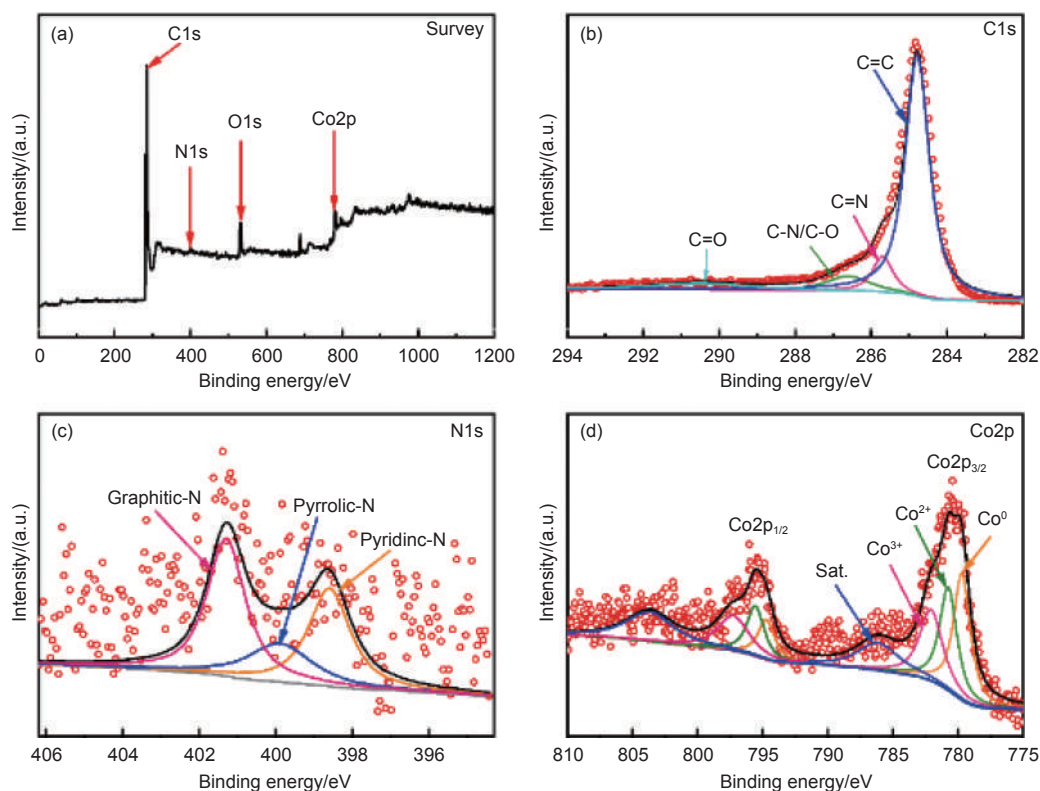 (a)
Survey
C1s
N1s
O1s
Co2p
Intensity/(a.u.)
0 200 400 600 800 1000 1200
Binding energy/eV
(b)
C1s
C=C
C=N
C-N/C-O
C=O
Intensity/(a.u.)
294 292 290 288 286 284 282
Binding energy/eV
(c)
N1s
Graphitic-N
Pyrrolic-N
Pyridinc-N
Intensity/(a.u.)
406 404 402 400 398 396
Binding energy/eV
(d)
Co2p
Co2p3/2
Co2+
Co0
Co2p1/2
Co3+
Sat.
Intensity/(a.u.)
810 805 800 795 790 785 780 775
Binding energy/eV